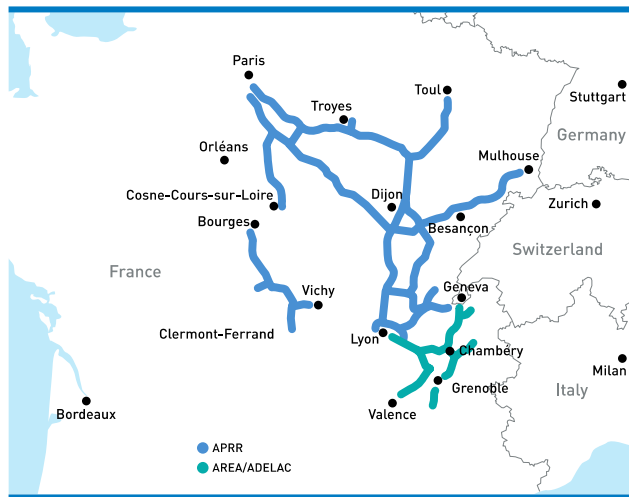 Paris
Toul
Troyes
Stuttgart
Germany
Orléans
Mulhouse
Cosne-Cours-sur-Loire
Dijon
Zurich
Bourges
Besançon
Switzerland
France
Geneva
Vichy
Clermont-Ferrand
Lyon
Chambéry
Milan
Grenoble
Italy
Bordeaux
Valence
APRR
AREA/ADELAC